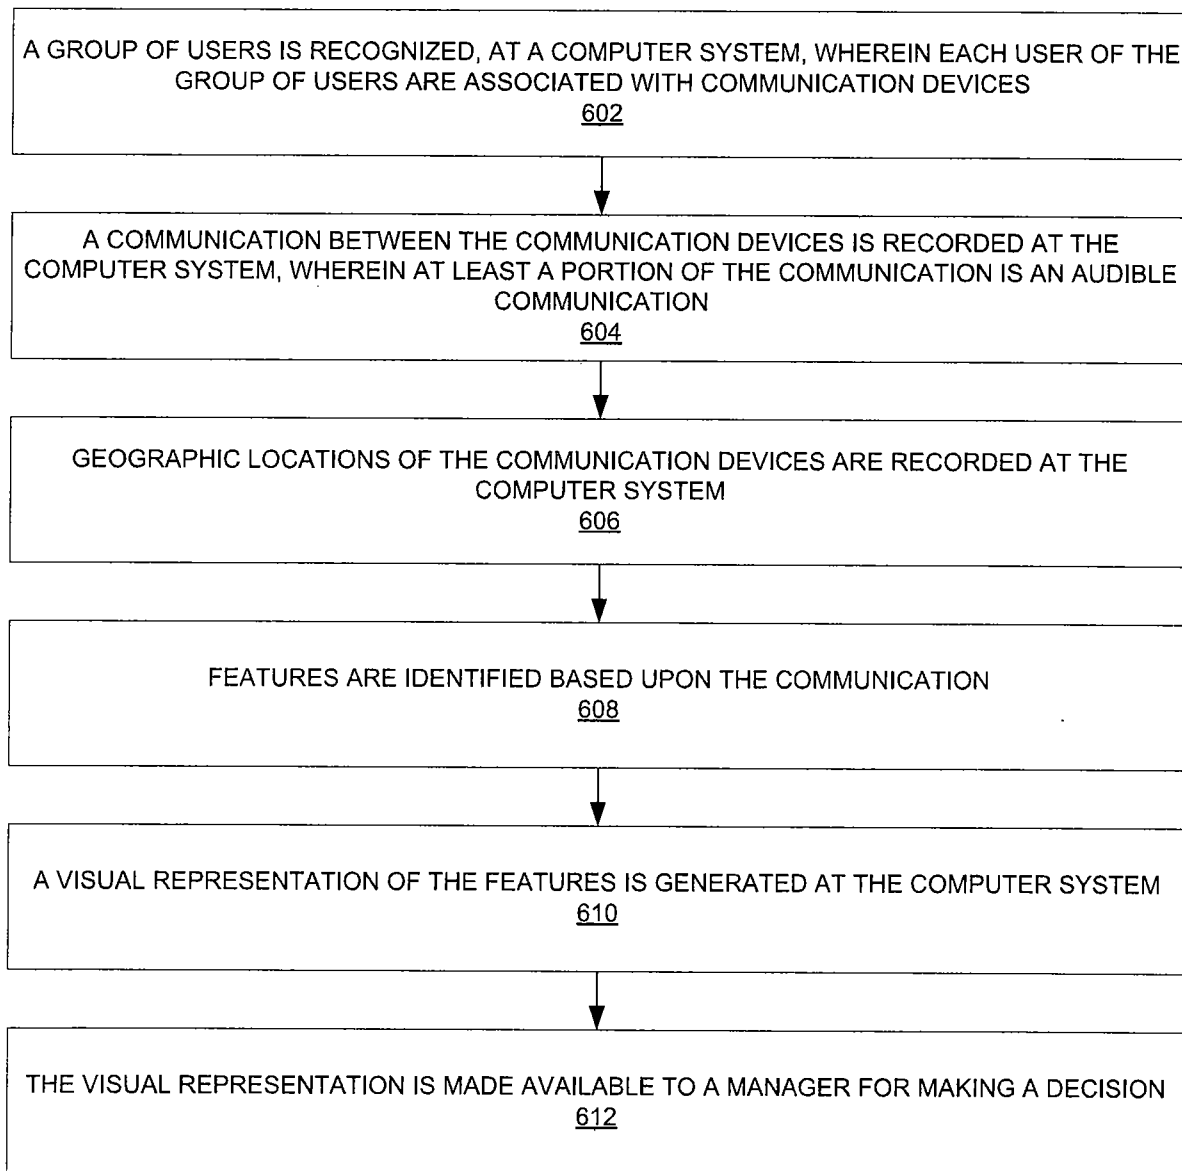 A GROUP OF USERS IS RECOGNIZED, AT A COMPUTER SYSTEM, WHEREIN EACH USER OF THE
GROUP OF USERS ARE ASSOCIATED WITH COMMUNICATION DEVICES
602
A COMMUNICATION BETWEEN THE COMMUNICATION DEVICES IS RECORDED AT THE
COMPUTER SYSTEM, WHEREIN AT LEAST A PORTION OF THE COMMUNICATION IS AN AUDIBLE
COMMUNICATION
604
GEOGRAPHIC LOCATIONS OF THE COMMUNICATION DEVICES ARE RECORDED AT THE
COMPUTER SYSTEM
606
FEATURES ARE IDENTIFIED BASED UPON THE COMMUNICATION
608
A VISUAL REPRESENTATION OF THE FEATURES IS GENERATED AT THE COMPUTER SYSTEM
610
THE VISUAL REPRESENTATION IS MADE AVAILABLE TO A MANAGER FOR MAKING A DECISION
612